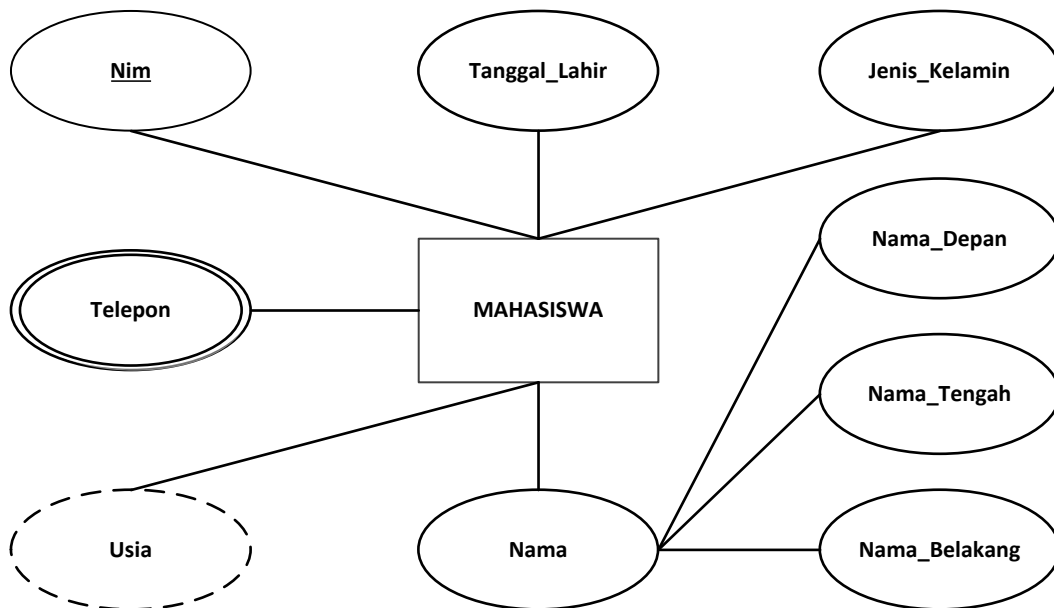 Nim
Tanggal_Lahir
Jenis_Kelamin
Nama_Depan
Telepon
MAHASISWA
Nama_Tengah
Usia
Nama
Nama_Belakang